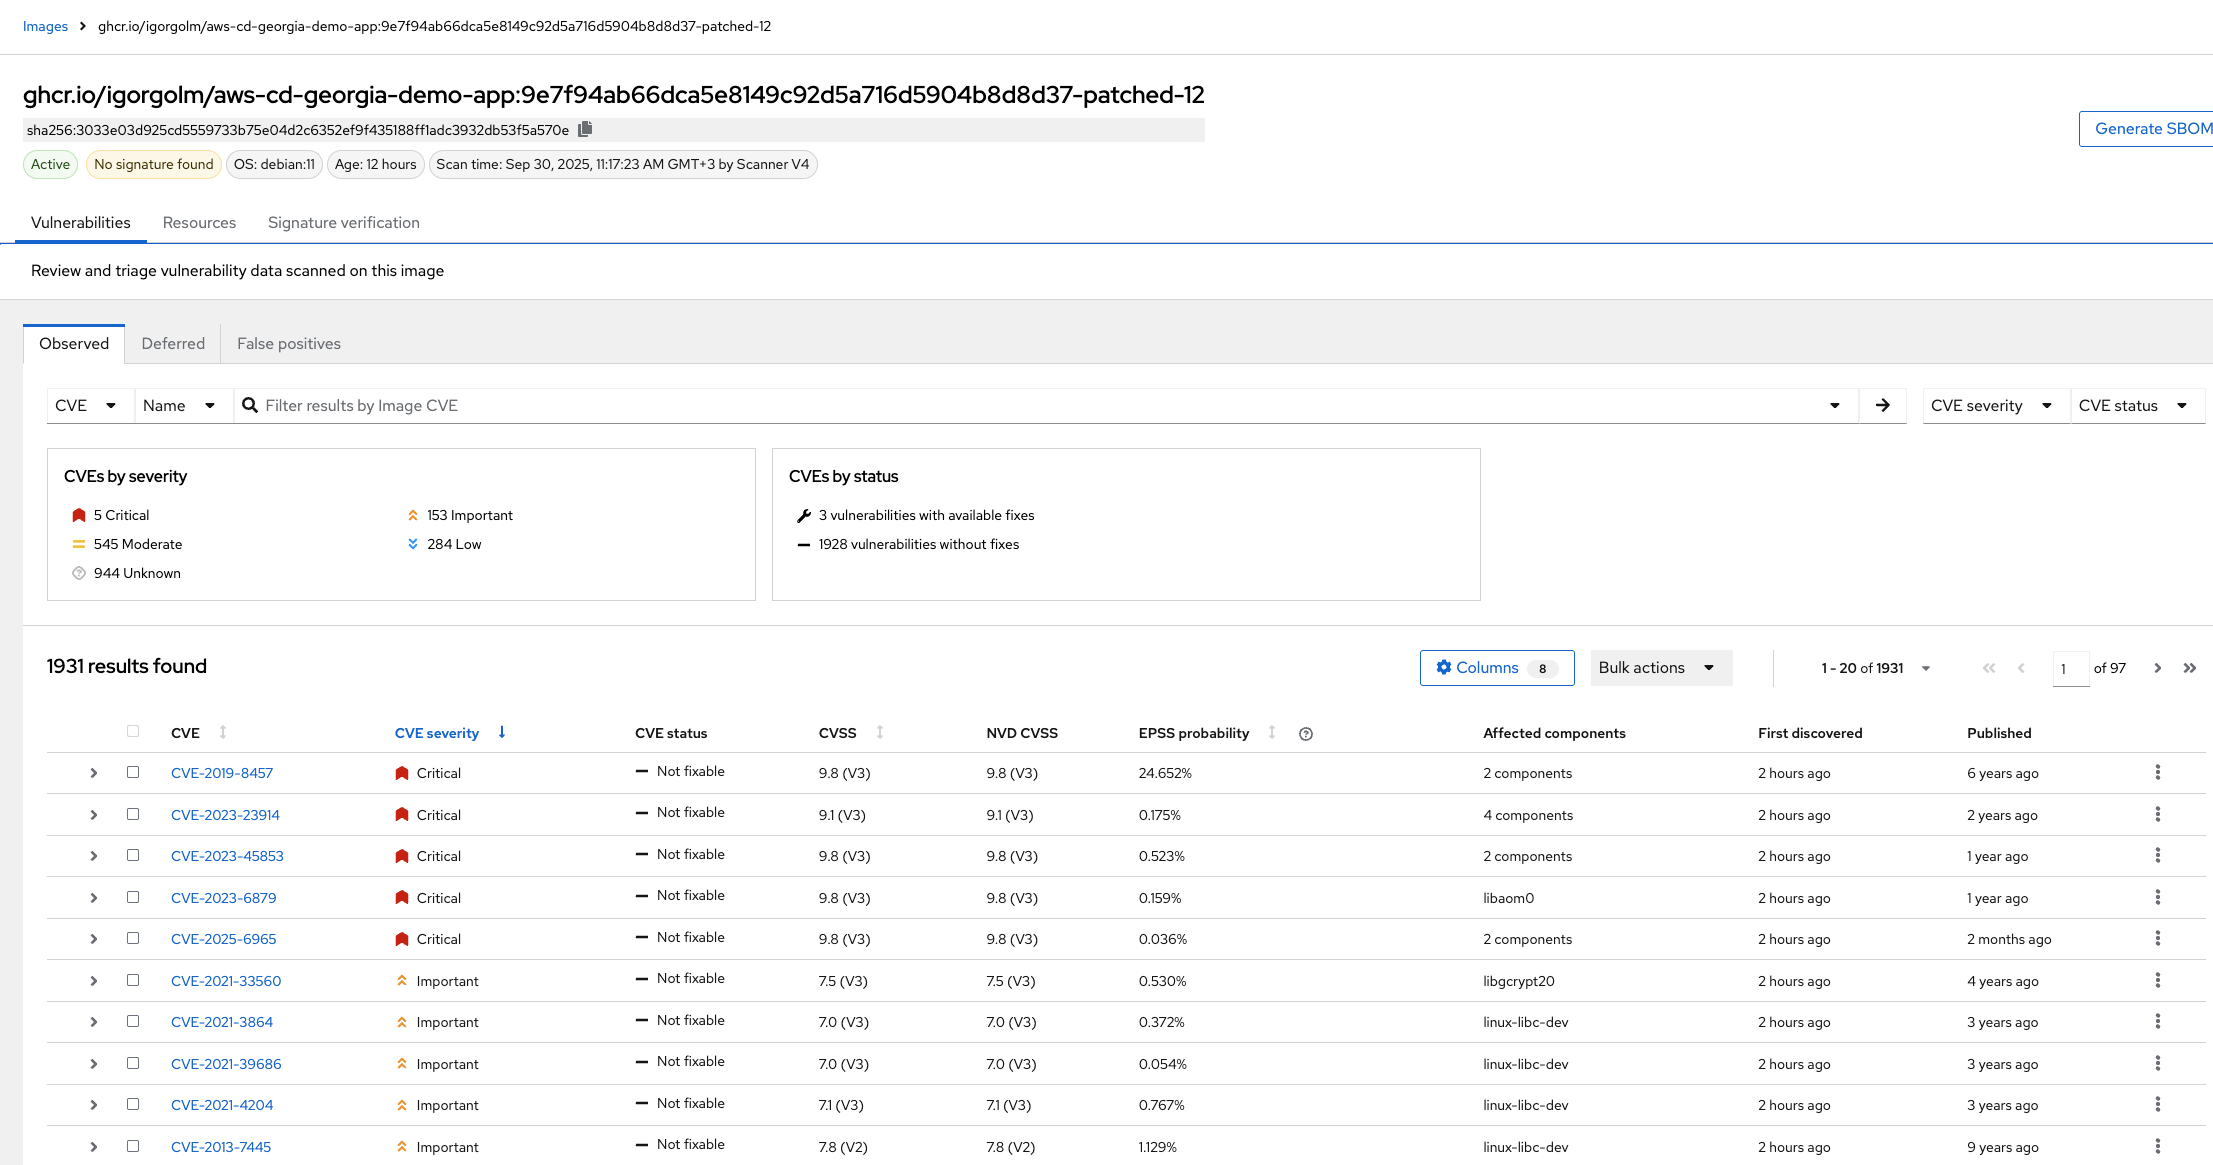 Images > ghcr.io/igorgolm/aws-cd-georgia-demo-app:9e7f94ab66dca5e8149c92d5a716d5904b8d8d37-patched-12
ghcr.io/igorgolm/aws-cd-georgia-demo-app:9e7f94ab66dca5e8149c92d5a716d5904b8d8d37-patched-12
sha256:3033e03d925cd5559733b75e04d2c6352ef9f435188ff1adc3932db53f5a570e
Generate SBOM
Active No signature found OS: debian:11 Age: 12 hours Scan time: Sep 30, 2025, 11:17:23 AM GMT+3 by Scanner V4
Vulnerabilities Resources Signature verification
Review and triage vulnerability data scanned on this image
Observed Deferred False positives
CVE Name Filter results by Image CVE CVE severity CVE status
CVEs by severity
5 Critical 153 Important
545 Moderate 284 Low
944 Unknown
CVEs by status
3 vulnerabilities with available fixes
1928 vulnerabilities without fixes
1931 results found Columns 8 Bulk actions 1 - 20 of 1931 1 of 97
CVE CVE severity CVE status CVSS NVD CVSS EPSS probability Affected components First discovered Published
CVE-2019-8457 Critical Not fixable 9.8 (V3) 9.8 (V3) 24.652% 2 components 2 hours ago 6 years ago
CVE-2023-23914 Critical Not fixable 9.1 (V3) 9.1 (V3) 0.175% 4 components 2 hours ago 2 years ago
CVE-2023-45853 Critical Not fixable 9.8 (V3) 9.8 (V3) 0.523% 2 components 2 hours ago 1 year ago
CVE-2023-6879 Critical Not fixable 9.8 (V3) 9.8 (V3) 0.159% libaom0 2 hours ago 1 year ago
CVE-2025-6965 Critical Not fixable 9.8 (V3) 9.8 (V3) 0.036% 2 components 2 hours ago 2 months ago
CVE-2021-33560 Important Not fixable 7.5 (V3) 7.5 (V3) 0.530% libgcrypt20 2 hours ago 4 years ago
CVE-2021-3864 Important Not fixable 7.0 (V3) 7.0 (V3) 0.372% linux-libc-dev 2 hours ago 3 years ago
CVE-2021-39686 Important Not fixable 7.0 (V3) 7.0 (V3) 0.054% linux-libc-dev 2 hours ago 3 years ago
CVE-2021-4204 Important Not fixable 7.1 (V3) 7.1 (V3) 0.767% linux-libc-dev 2 hours ago 3 years ago
CVE-2013-7445 Important Not fixable 7.8 (V2) 7.8 (V2) 1.129% linux-libc-dev 2 hours ago 9 years ago